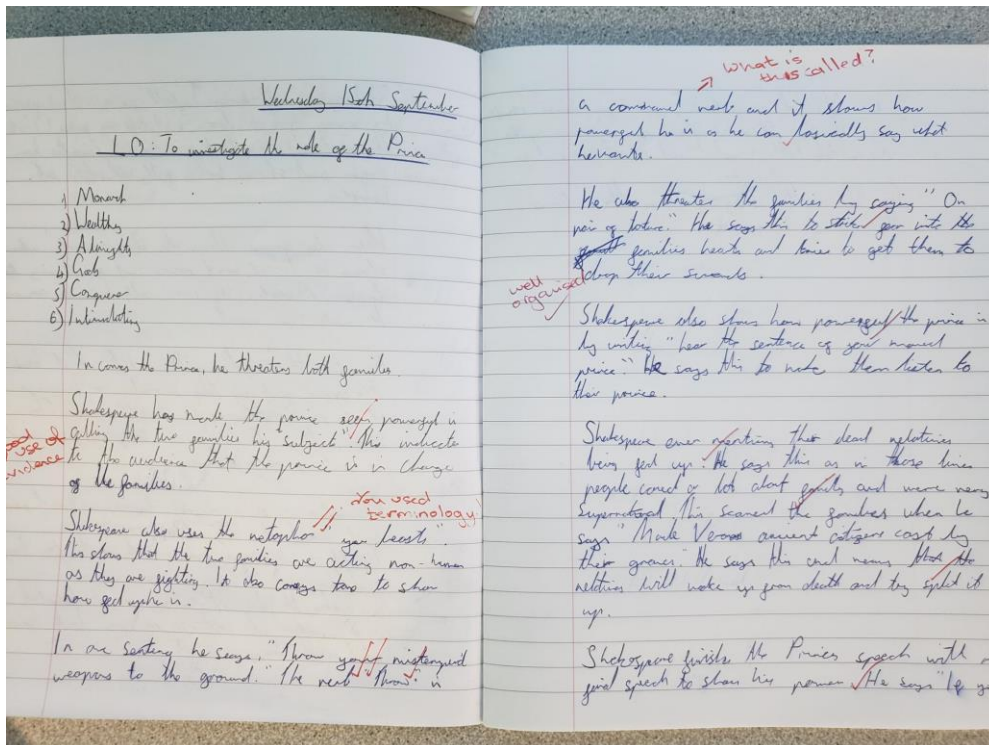 Wednesday 15th September
LO: To investigate the role of the Prince
1) Monarch
2) Wealthy
3) Almighty
4) Gods
5) Conqueror
6) Intimidating
In comes the Prince, he threatens both families.
Shakespeare has made the prince seem powerful in
calling the two families his "subject". This indicate
to the audience that the prince is in charge
of the families.
good use of evidence
Shakespeare also uses the metaphor "you beasts".
This shows that the two families are acting non-human
as they are fighting. It also conveys to show
how fed up he is.
You used
terminology
In one sentence he says, "Throw your mistempered
weapons to the ground." The verb "Throw" is
What is
this called?
a command verb and it shows how
powerful he is as he can basically say what
he wants.
He also threatens the families by saying "On
pain of torture." He says this to strike fear into the
families hearts and tries to get them to
drop their swords.
well
organised
Shakespeare also shows how powerful the prince is
by writing "hear the sentence of your moved
prince." He says this to make them listen to
their prince.
Shakespeare even mentions their dead relatives
being fed up. He says this as in those times
people cared a lot about family and were very
Supernatural. This scared the families when he
says "Made Verona ancient citizens cast by
their graves." He says this and means that the
relatives will wake up from death and try split it
up.
Shakespeare finish the Princes speech with a
final speech to show his power. He says "If yo